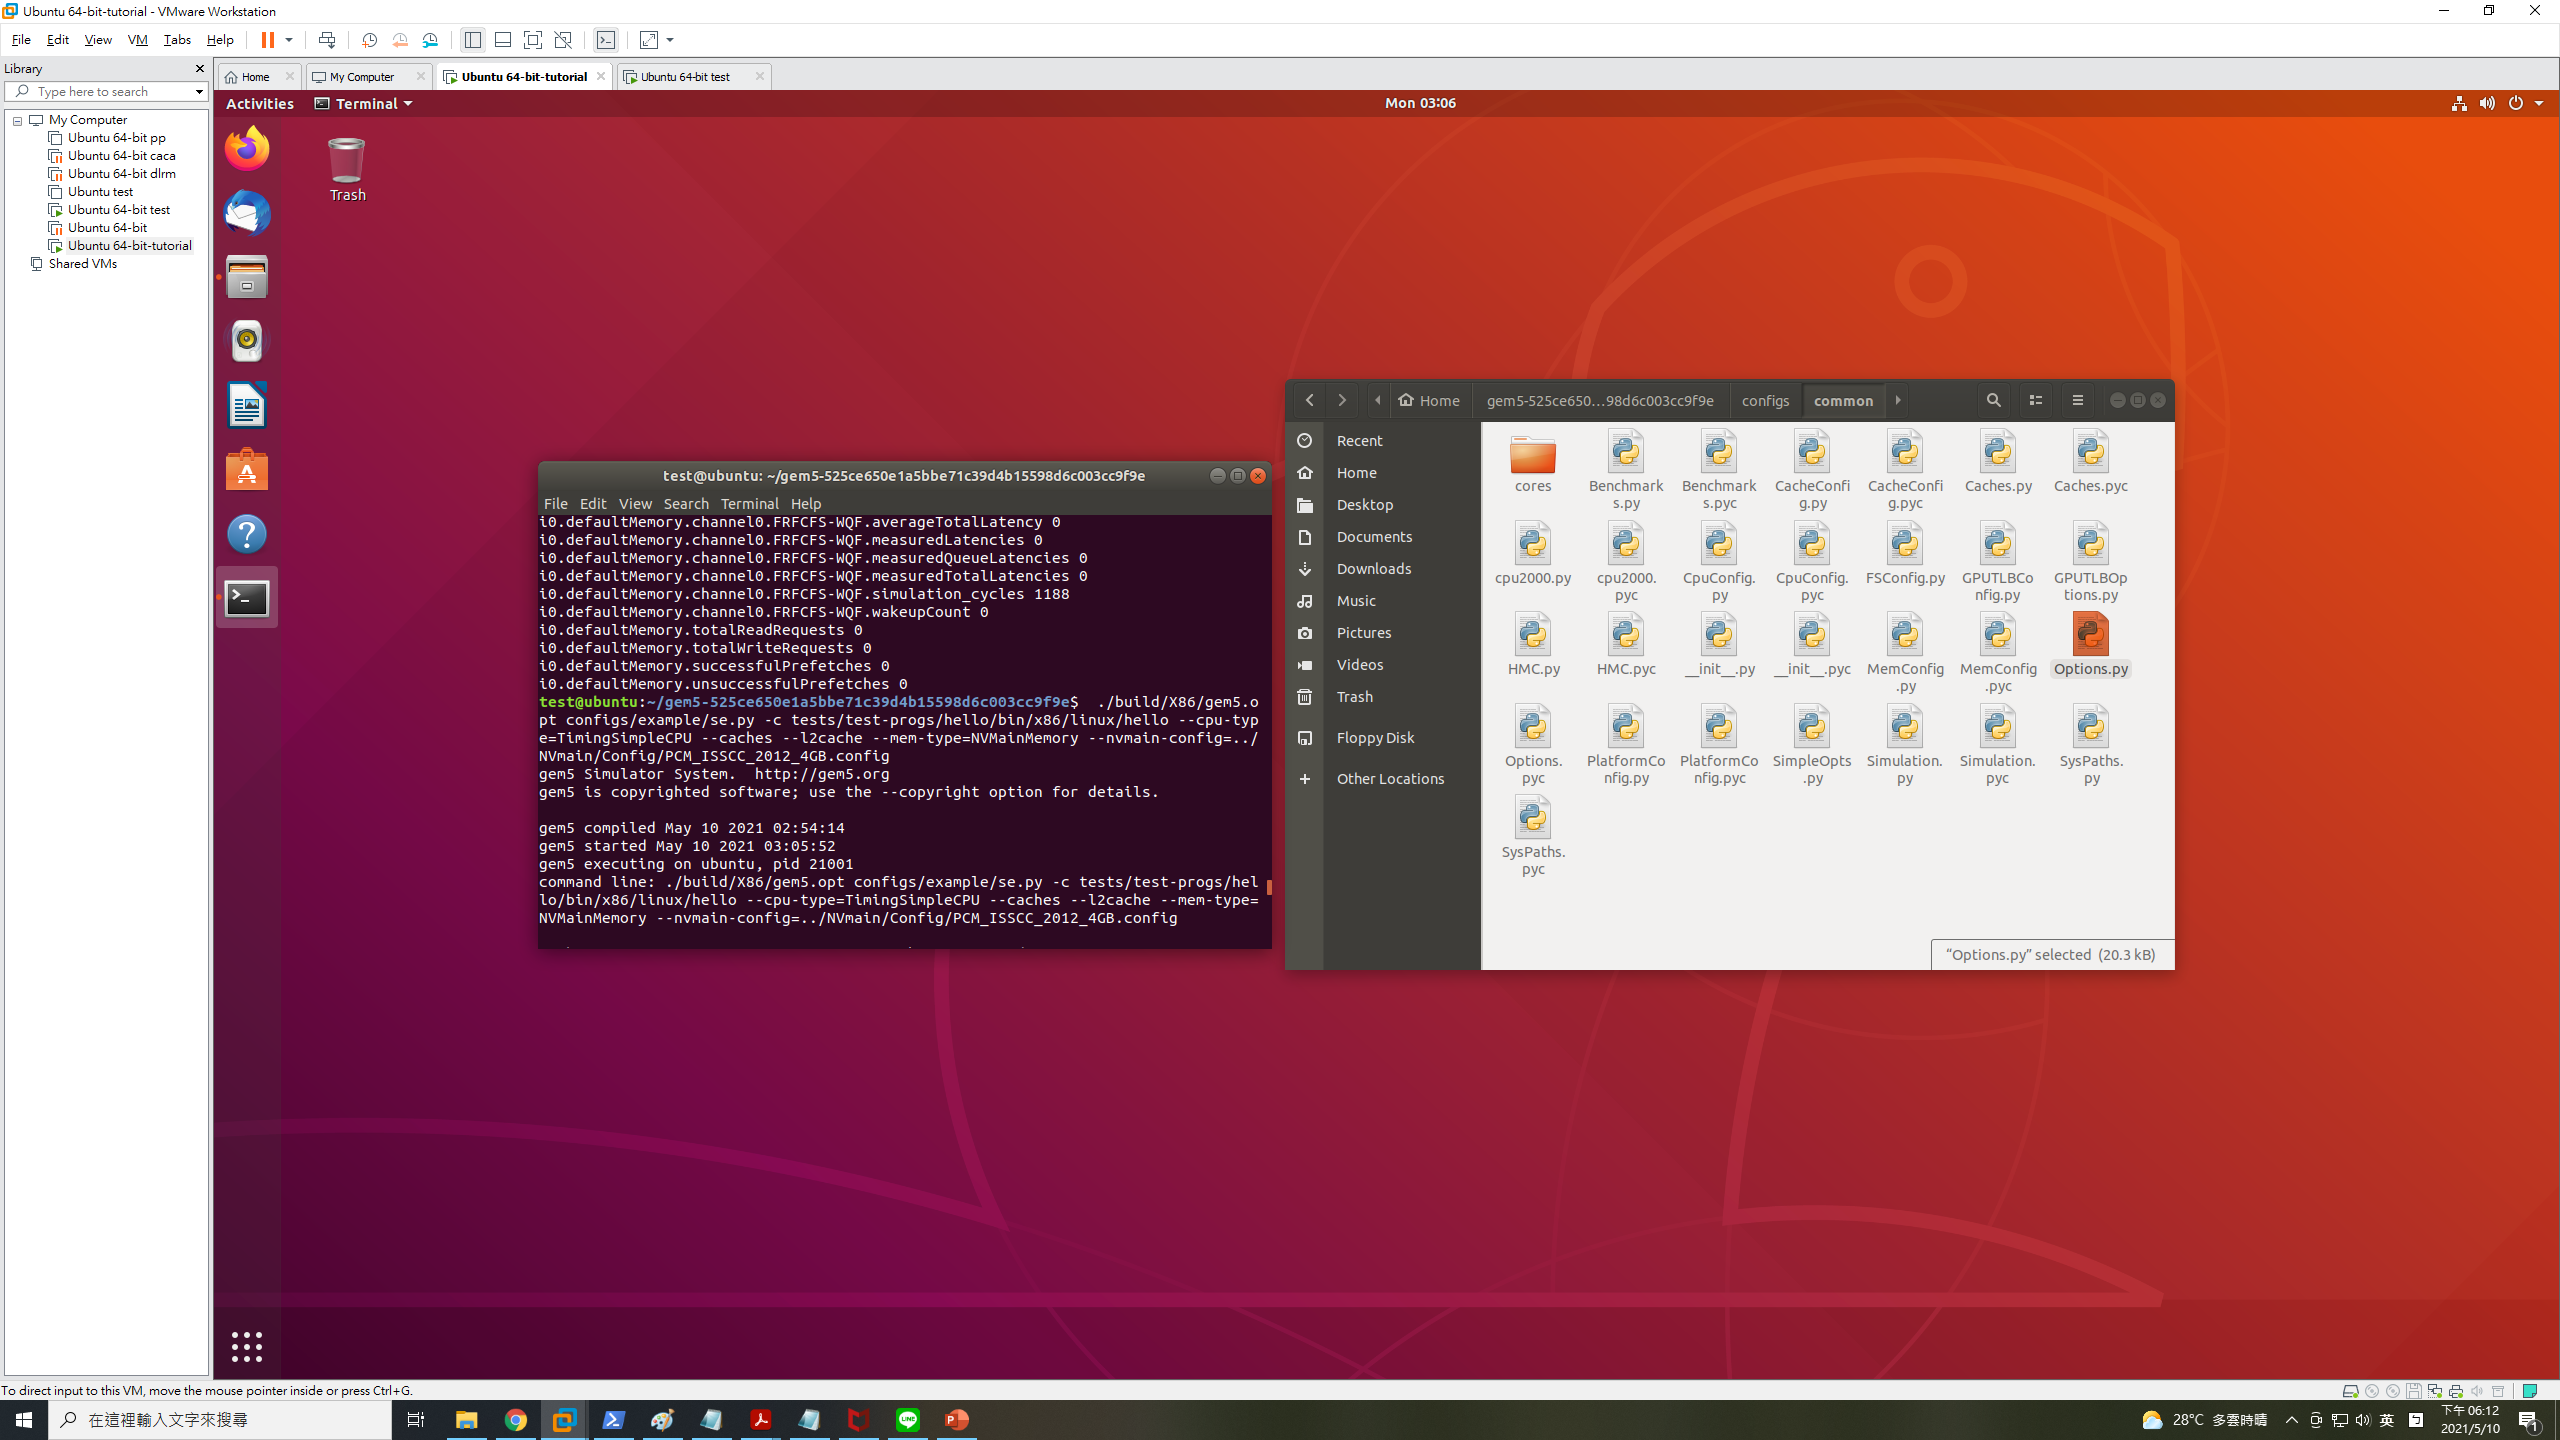 Ubuntu 64-bit-tutorial - VMware Workstation
File Edit View VM Tabs Help
Library
Type here to search
My Computer
Ubuntu 64-bit pp
Ubuntu 64-bit caca
Ubuntu 64-bit dlrm
Ubuntu test
Ubuntu 64-bit test
Ubuntu 64-bit
Ubuntu 64-bit-tutorial
Shared VMs
Home My Computer Ubuntu 64-bit-tutorial Ubuntu 64-bit test
Activities Terminal Mon 03:06
Trash
test@ubuntu: ~/gem5-525ce650e1a5bbe71c39d4b15598d6c003cc9f9e
File Edit View Search Terminal Help
i0.defaultMemory.channel0.FRFCFS-WQF.averageTotalLatency 0
i0.defaultMemory.channel0.FRFCFS-WQF.measuredLatencies 0
i0.defaultMemory.channel0.FRFCFS-WQF.measuredQueueLatencies 0
i0.defaultMemory.channel0.FRFCFS-WQF.measuredTotalLatencies 0
i0.defaultMemory.channel0.FRFCFS-WQF.simulation_cycles 1188
i0.defaultMemory.channel0.FRFCFS-WQF.wakeupCount 0
i0.defaultMemory.totalReadRequests 0
i0.defaultMemory.totalWriteRequests 0
i0.defaultMemory.successfulPrefetches 0
i0.defaultMemory.unsuccessfulPrefetches 0
test@ubuntu:~/gem5-525ce650e1a5bbe71c39d4b15598d6c003cc9f9e$ ./build/X86/gem5.o
pt configs/example/se.py -c tests/test-progs/hello/bin/x86/linux/hello --cpu-typ
e=TimingSimpleCPU --caches --l2cache --mem-type=NVMainMemory --nvmain-config=../
NVmain/Config/PCM_ISSCC_2012_4GB.config
gem5 Simulator System. http://gem5.org
gem5 is copyrighted software; use the --copyright option for details.
gem5 compiled May 10 2021 02:54:14
gem5 started May 10 2021 03:05:52
gem5 executing on ubuntu, pid 21001
command line: ./build/X86/gem5.opt configs/example/se.py -c tests/test-progs/hel
lo/bin/x86/linux/hello --cpu-type=TimingSimpleCPU --caches --l2cache --mem-type=
NVMainMemory --nvmain-config=../NVmain/Config/PCM_ISSCC_2012_4GB.config
Home gem5-525ce650…98d6c003cc9f9e configs common
Recent
Home
Desktop
Documents
Downloads
Music
Pictures
Videos
Trash
Floppy Disk
Other Locations
cores Benchmark CacheConfi
cores Benchmark Benchmark CacheConfi CacheConfi Caches.py Caches.pyc
s.py s.pyc g.py g.pyc
cpu2000.py cpu2000. CpuConfig. CpuConfig. FSConfig.py GPUTLBCo GPUTLBOp
pyc py pyc nfig.py tions.py
HMC.py HMC.pyc __init__.py __init__.pyc MemConfig MemConfig Options.py
.py .pyc
Options. PlatformCo PlatformCo SimpleOpts Simulation. Simulation. SysPaths.
pyc nfig.py nfig.pyc .py py pyc py
SysPaths.
pyc
“Options.py” selected (20.3 kB)
To direct input to this VM, move the mouse pointer inside or press Ctrl+G.
在這裡輸入文字來搜尋
28°C 多雲時晴
英
下午 06:12
2021/5/10
1